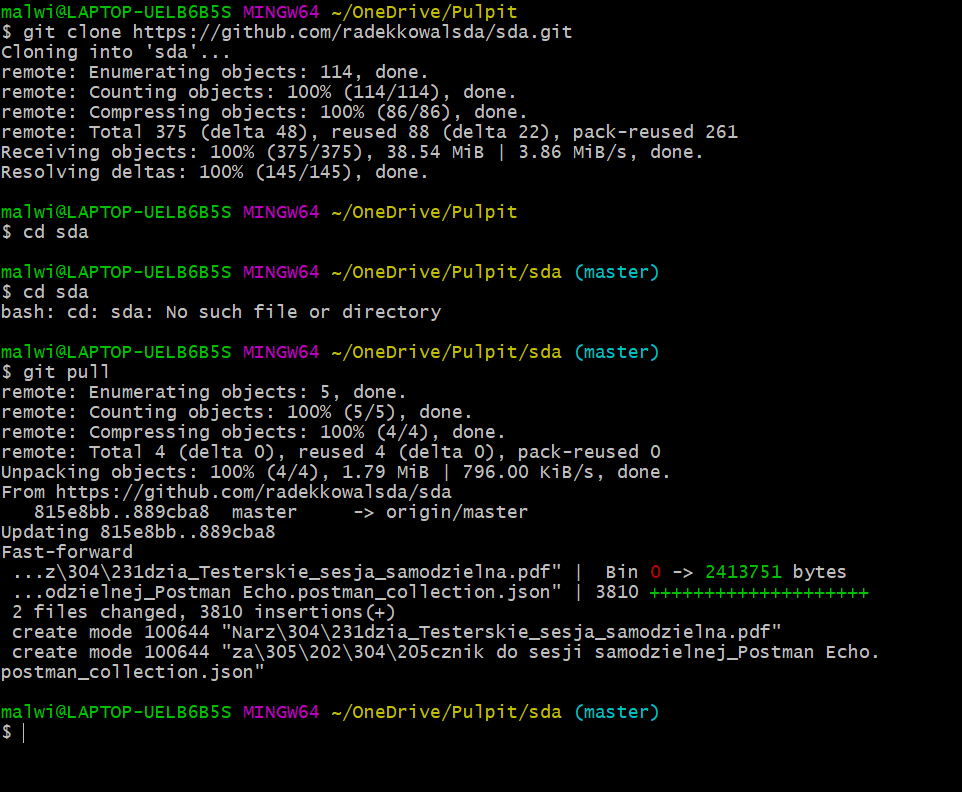 malwi@LAPTOP-UELB6B5S MINGW64 ~/OneDrive/Pulpit
$ git clone https://github.com/radekkowalsda/sda.git
Cloning into 'sda'...
remote: Enumerating objects: 114, done.
remote: Counting objects: 100% (114/114), done.
remote: Compressing objects: 100% (86/86), done.
remote: Total 375 (delta 48), reused 88 (delta 22), pack-reused 261
Receiving objects: 100% (375/375), 38.54 MiB | 3.86 MiB/s, done.
Resolving deltas: 100% (145/145), done.

malwi@LAPTOP-UELB6B5S MINGW64 ~/OneDrive/Pulpit
$ cd sda

malwi@LAPTOP-UELB6B5S MINGW64 ~/OneDrive/Pulpit/sda (master)
$ cd sda
bash: cd: sda: No such file or directory

malwi@LAPTOP-UELB6B5S MINGW64 ~/OneDrive/Pulpit/sda (master)
$ git pull
remote: Enumerating objects: 5, done.
remote: Counting objects: 100% (5/5), done.
remote: Compressing objects: 100% (4/4), done.
remote: Total 4 (delta 0), reused 4 (delta 0), pack-reused 0
Unpacking objects: 100% (4/4), 1.79 MiB | 796.00 KiB/s, done.
From https://github.com/radekkowalsda/sda
   815e8bb..889cba8  master     -> origin/master
Updating 815e8bb..889cba8
Fast-forward
 ...z\304\231dzia_Testerskie_sesja_samodzielna.pdf" |  Bin 0 -> 2413751 bytes
 ...odzielnej_Postman Echo.postman_collection.json" | 3810 ++++++++++++++++++++
 2 files changed, 3810 insertions(+)
 create mode 100644 "Narz\304\231dzia_Testerskie_sesja_samodzielna.pdf"
 create mode 100644 "za\305\202\304\205cznik do sesji samodzielnej_Postman Echo.
postman_collection.json"

malwi@LAPTOP-UELB6B5S MINGW64 ~/OneDrive/Pulpit/sda (master)
$